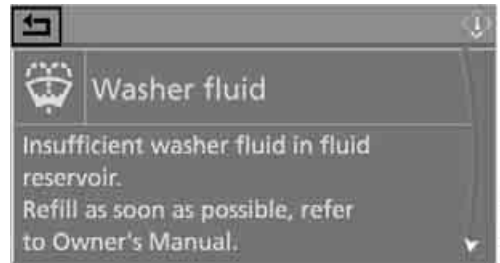 Washer fluid
Insufficient washer fluid in fluid
reservoir.
Refill as soon as possible, refer
to Owner's Manual.